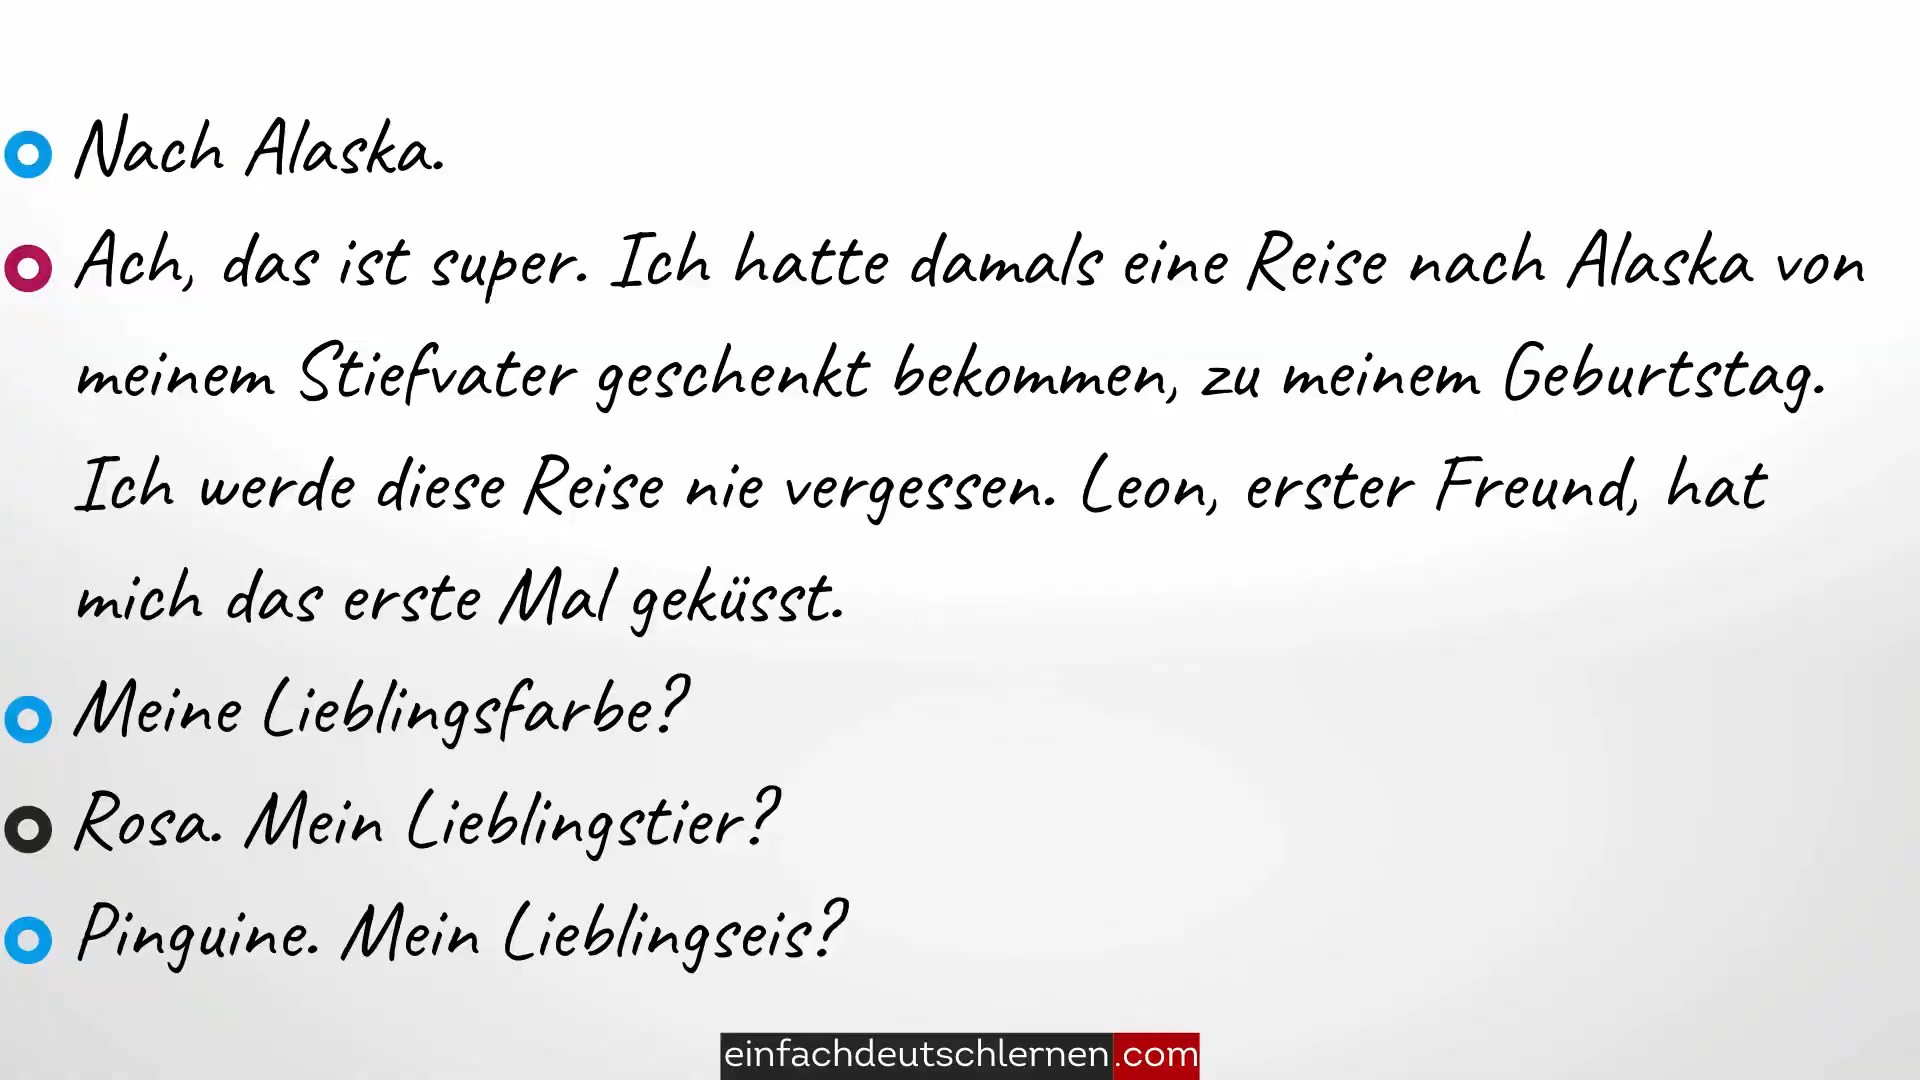 Nach Alaska.
Ach, das ist super. Ich hatte damals eine Reise nach Alaska von
meinem Stiefvater geschenkt bekommen, zu meinem Geburtstag.
Ich werde diese Reise nie vergessen. Leon, erster Freund, hat
mich das erste Mal geküsst.
Meine Lieblingsfarbe?
Rosa. Mein Lieblingstier?
Pinguine. Mein Lieblingseis?
einfachdeutschlernen.com